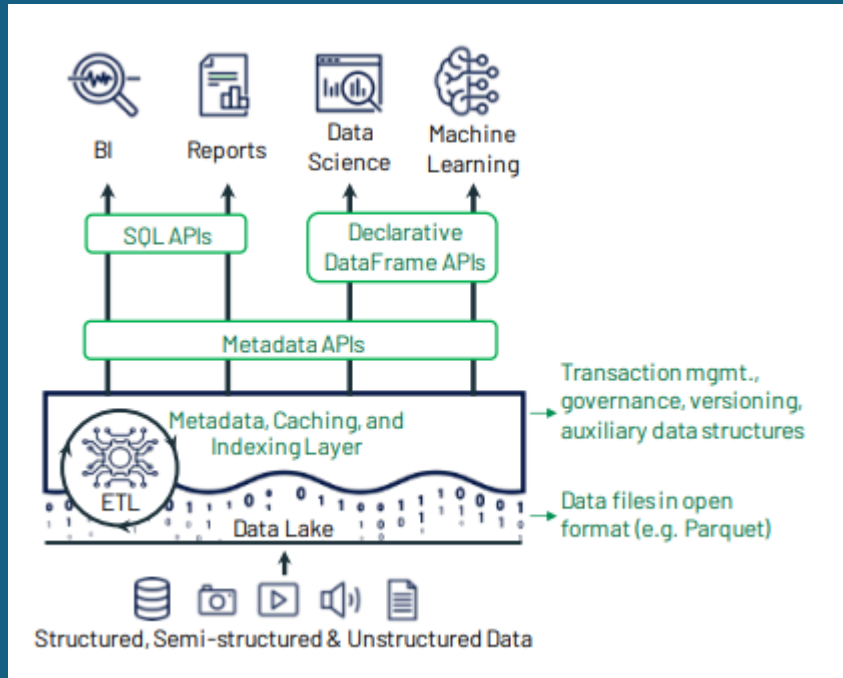 BI
Reports
Data
Science
Machine
Learning
SQL APIs
Declarative
DataFrame APIs
Metadata APIs
Metadata, Caching, and
Indexing Layer
Transaction mgmt.,
governance, versioning,
auxiliary data structures
ETL
Data Lake
Data files in open
format (e.g. Parquet)
Structured, Semi-structured & Unstructured Data